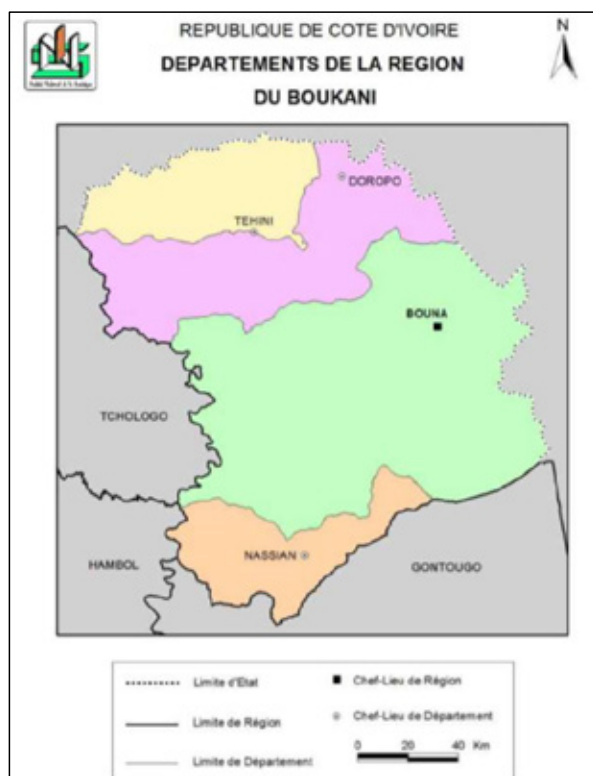 REPUBLIQUE DE COTE D'IVOIRE
N
DEPARTEMENTS DE LA REGION
DU BOUKANI
DOROPO
TEHINI
BOUNA
TCHOLOGO
NASSIAN
HAMBOL
GONTOUGO
Limite d'Etat
Chef-Lieu de Région
Limite de Région
Chef-Lieu de Département
0 20 40 Km
Limite de Département